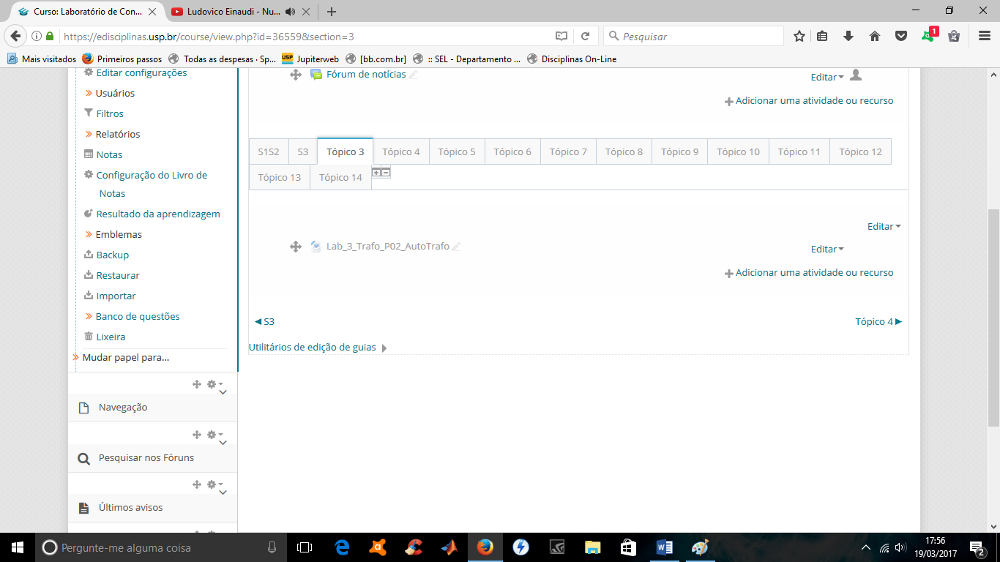 Curso: Laboratório de Con...
Ludovico Einaudi - Nu...
https://edisciplinas.usp.br/course/view.php?id=36559&section=3
Pesquisar
1
Mais visitados
Primeiros passos
Todas as despesas · Sp...
USP
Jupiterweb
[bb.com.br]
:: SEL - Departamento ...
Disciplinas On-Line
Editar configurações
Usuários
Filtros
Relatórios
Notas
Configuração do Livro de
Notas
Resultado da aprendizagem
Emblemas
Backup
Restaurar
Importar
Banco de questões
Lixeira
Mudar papel para...
Navegação
Pesquisar nos Fóruns
Últimos avisos
Fórum de notícias
Editar
Adicionar uma atividade ou recurso
S1S2 S3 Tópico 3 Tópico 4 Tópico 5 Tópico 6 Tópico 7 Tópico 8 Tópico 9 Tópico 10 Tópico 11 Tópico 12
Tópico 13 Tópico 14
Editar
Lab_3_Trafo_P02_AutoTrafo
Editar
Adicionar uma atividade ou recurso
◀ S3
Tópico 4 ▶
Utilitários de edição de guias
Pergunte-me alguma coisa
17:56
19/03/2017
2